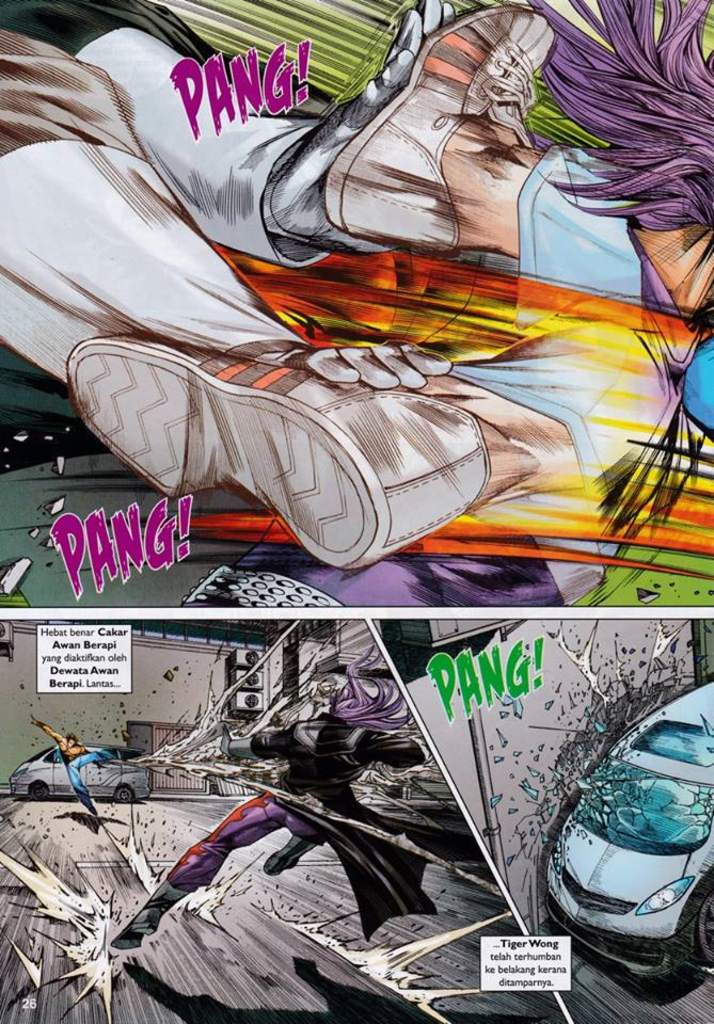 PANG!
PANG!
Hebat benar Cakar
Awan Berapi
yang diaktifkan oleh
Dewata Awan
Berapi. Lantas...
PANG!
...Tiger Wong
telah terhumban
ke belakang kerana
ditamparnya.
26